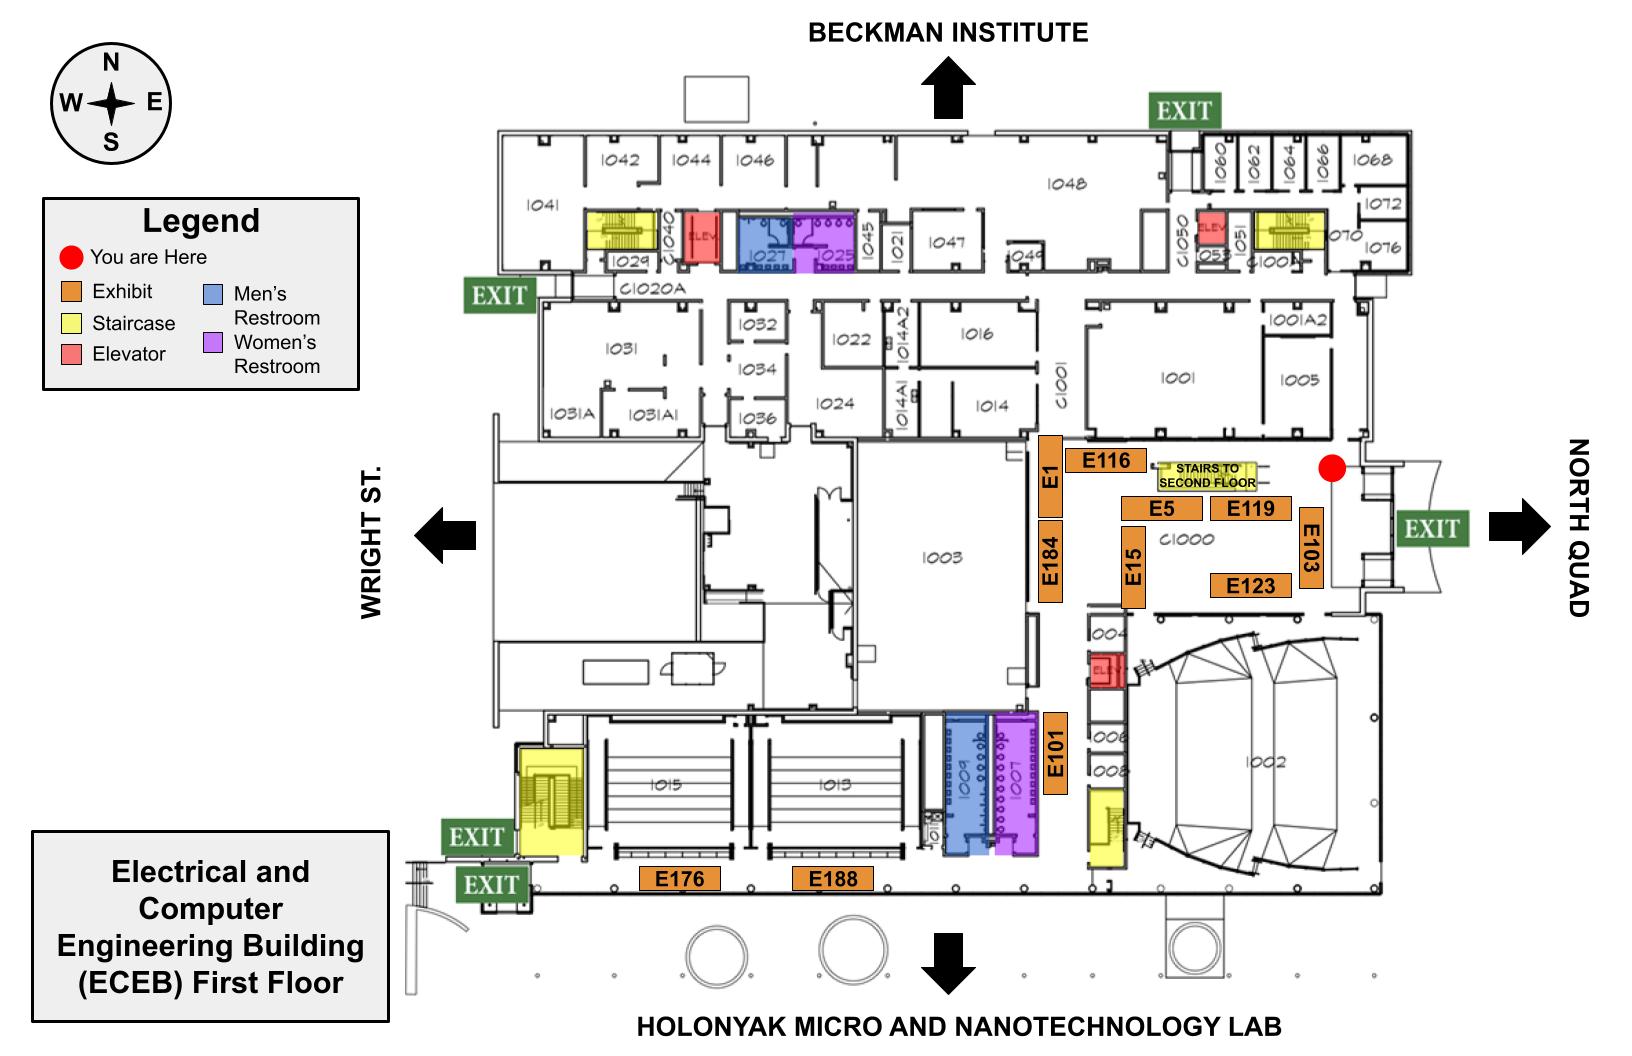 BECKMAN INSTITUTE
N
W
E
S
EXIT
Legend
You are Here
Exhibit
Staircase
Elevator
Men's
Restroom
Women's
Restroom
1041
1042
1044
1046
1048
1060
1062
1064
1066
1068
1072
1076
C1040
ELEV
1029
1027
1025
1045
1021
1047
1049
C1050
ELEV
1053
1051
C1007
1070
EXIT
C1020A
1031
1031A
1031A1
1032
1034
1036
1022
1024
1014A2
1014A1
1016
1014
C1001
1001
1001A2
1005
WRIGHT ST.
NORTH QUAD
E1
E116
STAIRS TO
SECOND FLOOR
E5
E119
E184
E15
C1000
E103
E123
EXIT
1003
1004
ELEV
1006
1008
1002
1015
1013
1011
1009
1007
E101
EXIT
EXIT
E176
E188
Electrical and
Computer
Engineering Building
(ECEB) First Floor
HOLONYAK MICRO AND NANOTECHNOLOGY LAB